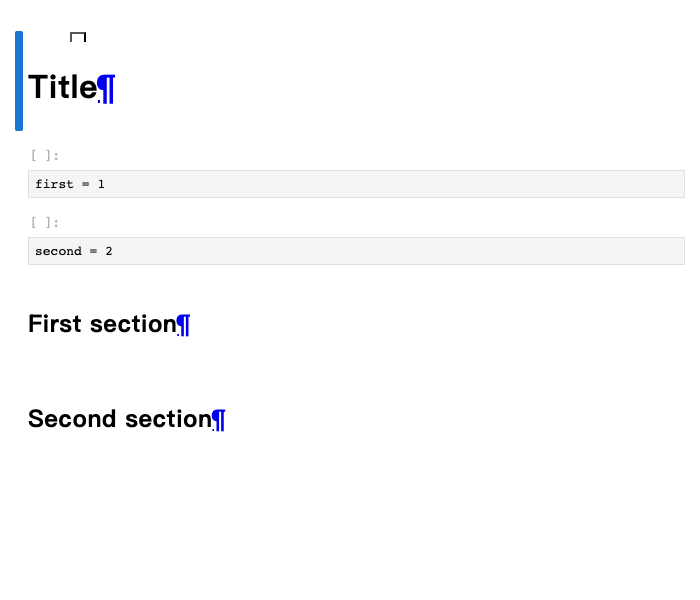 Title¶
[ ]:
first = 1
[ ]:
second = 2
First section¶
Second section¶